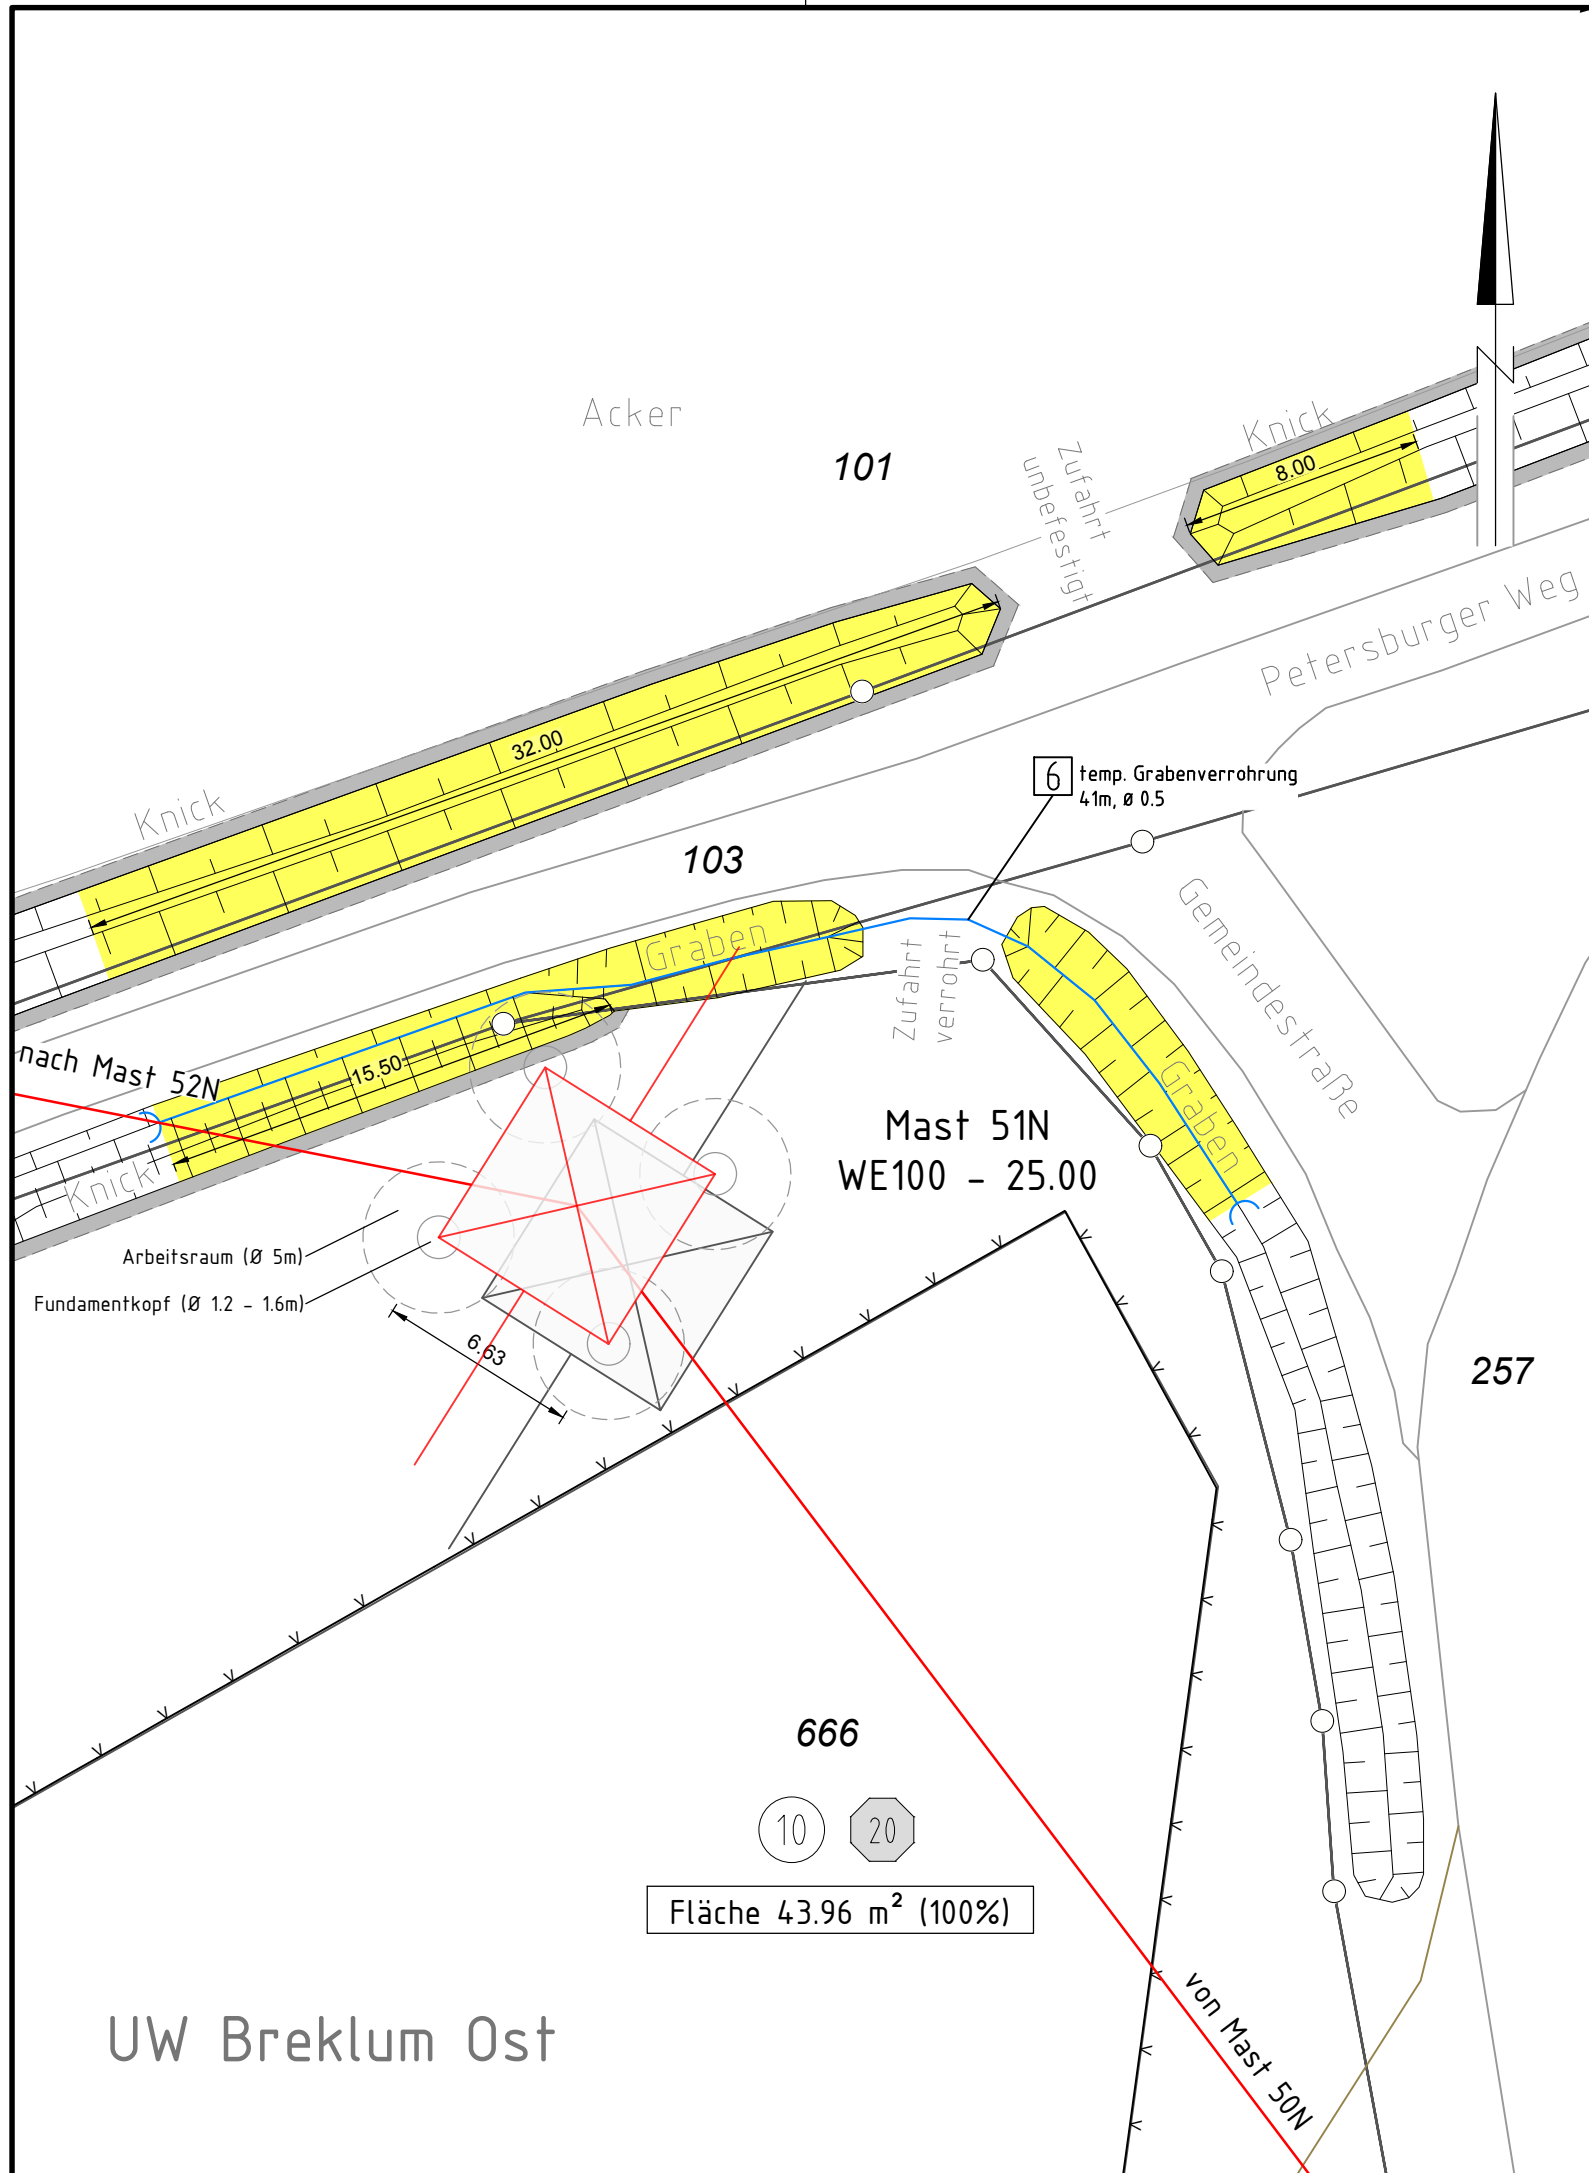 Acker
101
Zufahrt
unbefestigt
Knick
8.00
Petersburger Weg
32.00
Knick
6 temp. Grabenverrohrung
41m, ø 0.5
103
Graben
Zufahrt
verrohrt
Gemeindestraße
nach Mast 52N
15.50
Knick
Graben
Mast 51N
WE100 - 25.00
Arbeitsraum (Ø 5m)
Fundamentkopf (Ø 1.2 - 1.6m)
6.63
257
666
10 20
Fläche 43.96 m² (100%)
von Mast 50N
UW Breklum Ost